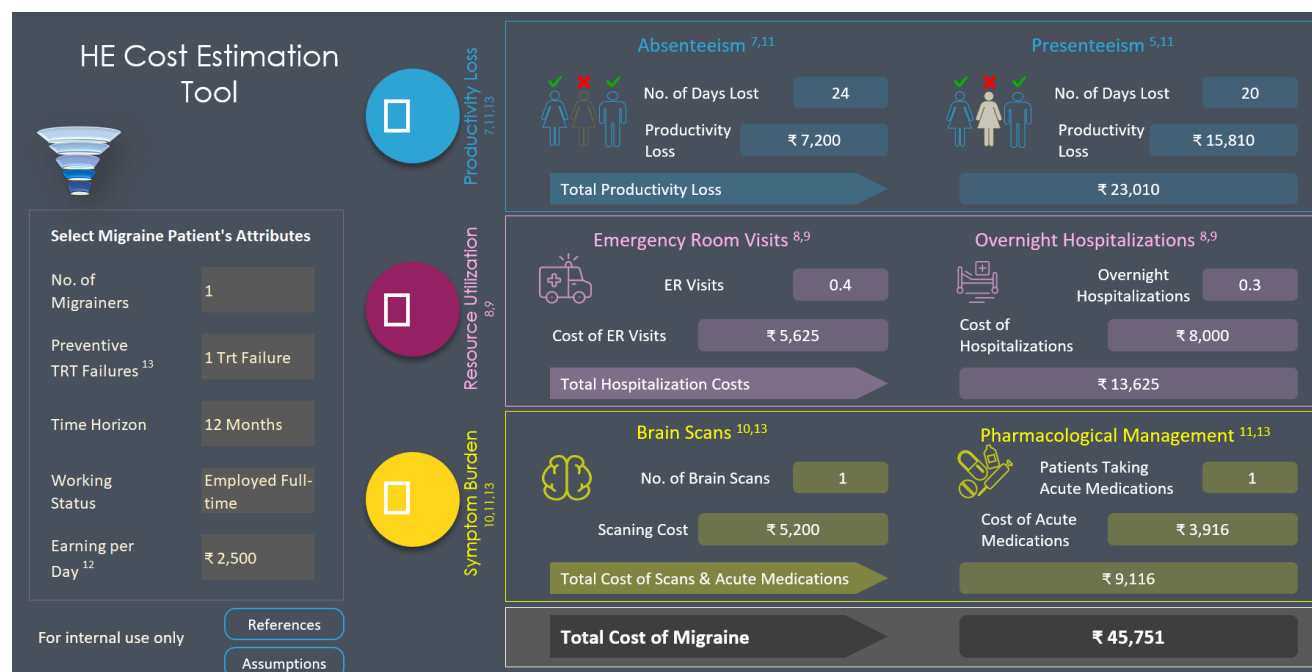 HE Cost Estimation
Tool
Select Migraine Patient's Attributes
No. of
Migrainers
1
Preventive
TRT Failures 13
1 Trt Failure
Time Horizon
12 Months
Working
Status
Employed Full-
time
Earning per
Day 12
₹ 2,500
For internal use only
References
Assumptions
Productivity Loss
7,11,13
Absenteeism 7,11
No. of Days Lost
24
Productivity
Loss
₹ 7,200
Presenteeism 5,11
No. of Days Lost
20
Productivity
Loss
₹ 15,810
Total Productivity Loss
₹ 23,010
Resource Utilization
8,9
Emergency Room Visits 8,9
ER Visits
0.4
Cost of ER Visits
₹ 5,625
Overnight Hospitalizations 8,9
Overnight
Hospitalizations
0.3
Cost of
Hospitalizations
₹ 8,000
Total Hospitalization Costs
₹ 13,625
Symptom Burden
10,11,13
Brain Scans 10,13
No. of Brain Scans
1
Scaning Cost
₹ 5,200
Pharmacological Management 11,13
Patients Taking
Acute Medications
1
Cost of Acute
Medications
₹ 3,916
Total Cost of Scans & Acute Medications
₹ 9,116
Total Cost of Migraine
₹ 45,751